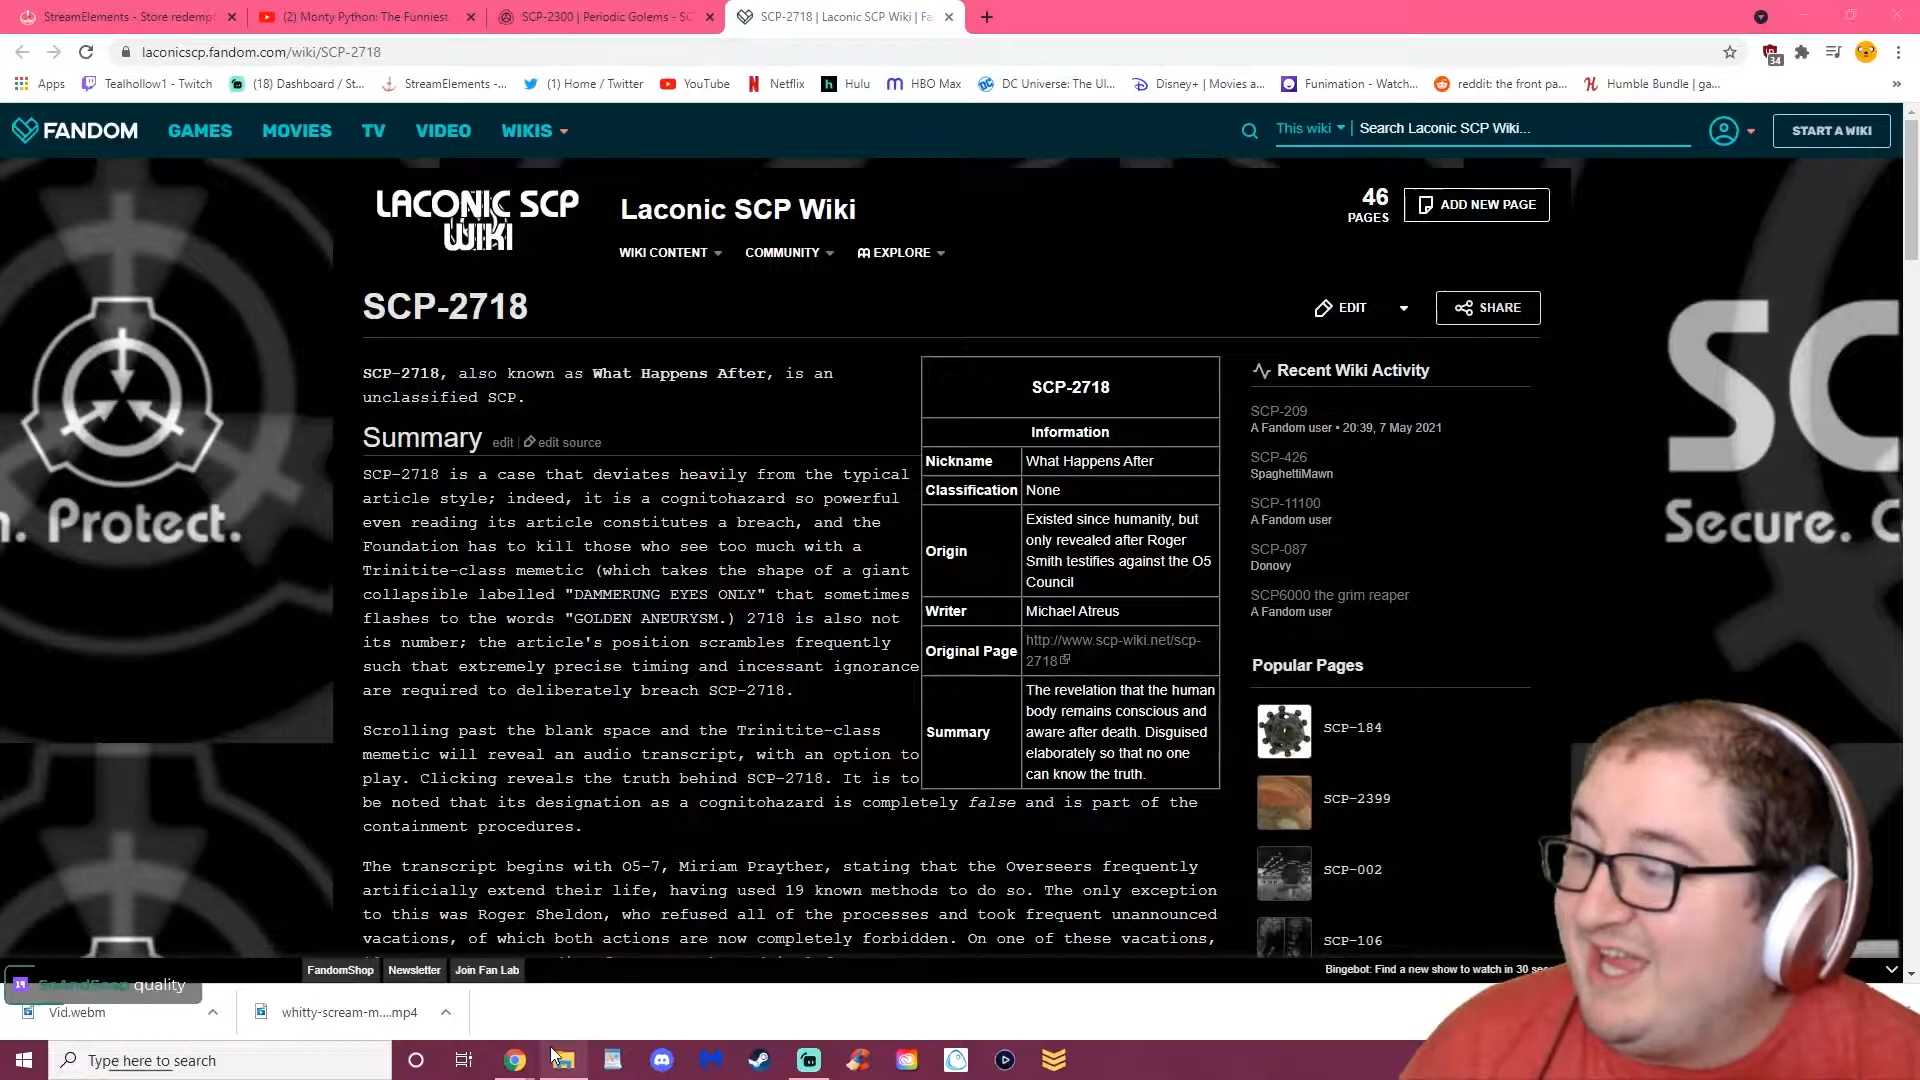 StreamElements - Store redempt
(2) Monty Python: The Funniest
SCP-2300 | Periodic Golems - SC
SCP-2718 | Laconic SCP Wiki | Fa
laconicscp.fandom.com/wiki/SCP-2718
34
Apps
Tealhollow1 - Twitch
(18) Dashboard / St...
StreamElements -...
(1) Home / Twitter
YouTube
Netflix
Hulu
HBO Max
DC Universe: The Ul...
Disney+ | Movies a...
Funimation - Watch...
reddit: the front pa...
Humble Bundle | ga...
FANDOM
GAMES
MOVIES
TV
VIDEO
WIKIS
This wiki
Search Laconic SCP Wiki...
START A WIKI
LACONIC SCP
WIKI
Laconic SCP Wiki
46
PAGES
ADD NEW PAGE
WIKI CONTENT
COMMUNITY
EXPLORE
SCP-2718
EDIT
SHARE
SCP-2718, also known as What Happens After, is an
unclassified SCP.
Summary edit | edit source
SCP-2718 is a case that deviates heavily from the typical
article style; indeed, it is a cognitohazard so powerful
even reading its article constitutes a breach, and the
Foundation has to kill those who see too much with a
Trinitite-class memetic (which takes the shape of a giant
collapsible labelled "DAMMERUNG EYES ONLY" that sometimes
flashes to the words "GOLDEN ANEURYSM.) 2718 is also not
its number; the article's position scrambles frequently
such that extremely precise timing and incessant ignorance
are required to deliberately breach SCP-2718.
Scrolling past the blank space and the Trinitite-class
memetic will reveal an audio transcript, with an option to
play. Clicking reveals the truth behind SCP-2718. It is to
be noted that its designation as a cognitohazard is completely false and is part of the
containment procedures.
The transcript begins with O5-7, Miriam Prayther, stating that the Overseers frequently
artificially extend their life, having used 19 known methods to do so. The only exception
to this was Roger Sheldon, who refused all of the processes and took frequent unannounced
vacations, of which both actions are now completely forbidden. On one of these vacations,
SCP-2718
Information
Nickname
What Happens After
Classification
None
Origin
Existed since humanity, but
only revealed after Roger
Smith testifies against the O5
Council
Writer
Michael Atreus
Original Page
http://www.scp-wiki.net/scp-
2718
Summary
The revelation that the human
body remains conscious and
aware after death. Disguised
elaborately so that no one
can know the truth.
Recent Wiki Activity
SCP-209
A Fandom user • 20:39, 7 May 2021
SCP-426
SpaghettiMawn
SCP-11100
A Fandom user
SCP-087
Donovy
SCP6000 the grim reaper
A Fandom user
Popular Pages
SCP-184
SCP-2399
SCP-002
SCP-106
n. Protect.
SC
Secure. C
FandomShop
Newsletter
Join Fan Lab
Bingebot: Find a new show to watch in 30 sec
quality
Vid.webm
whitty-scream-m....mp4
Type here to search